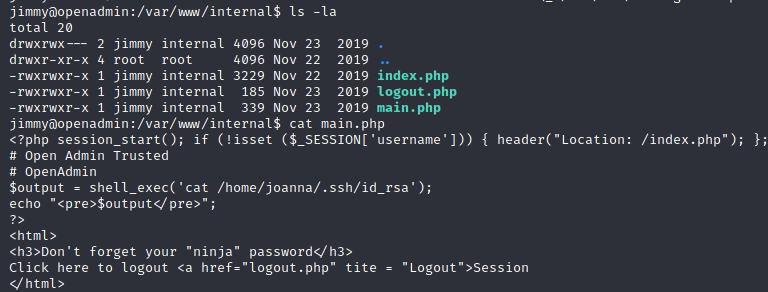 jimmy@openadmin:/var/www/internal$ ls -la
total 20
drwxrwx--- 2 jimmy internal 4096 Nov 23  2019 .
drwxr-xr-x 4 root  root     4096 Nov 22  2019 ..
-rwxrwxr-x 1 jimmy internal 3229 Nov 22  2019 index.php
-rwxrwxr-x 1 jimmy internal  185 Nov 23  2019 logout.php
-rwxrwxr-x 1 jimmy internal  339 Nov 23  2019 main.php
jimmy@openadmin:/var/www/internal$ cat main.php
<?php session_start(); if (!isset ($_SESSION['username'])) { header("Location: /index.php"); };
# Open Admin Trusted
# OpenAdmin
$output = shell_exec('cat /home/joanna/.ssh/id_rsa');
echo "<pre>$output</pre>";
?>
<html>
<h3>Don't forget your "ninja" password</h3>
Click here to logout <a href="logout.php" tite = "Logout">Session
</html>